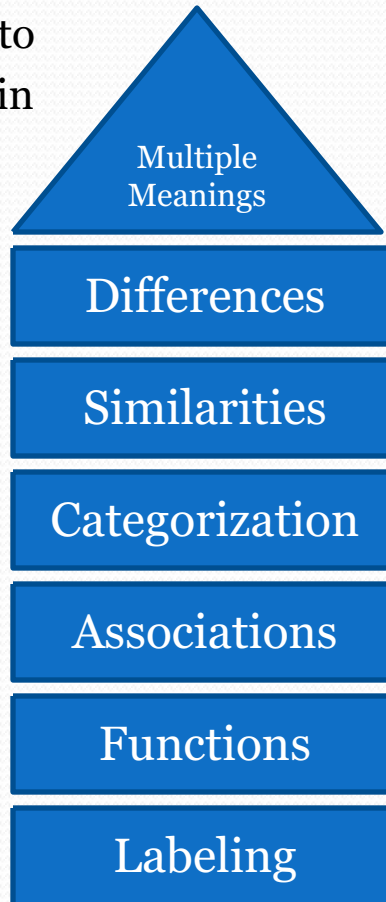 to
in
Multiple
Meanings
Differences
Similarities
Categorization
Associations
Functions
Labeling